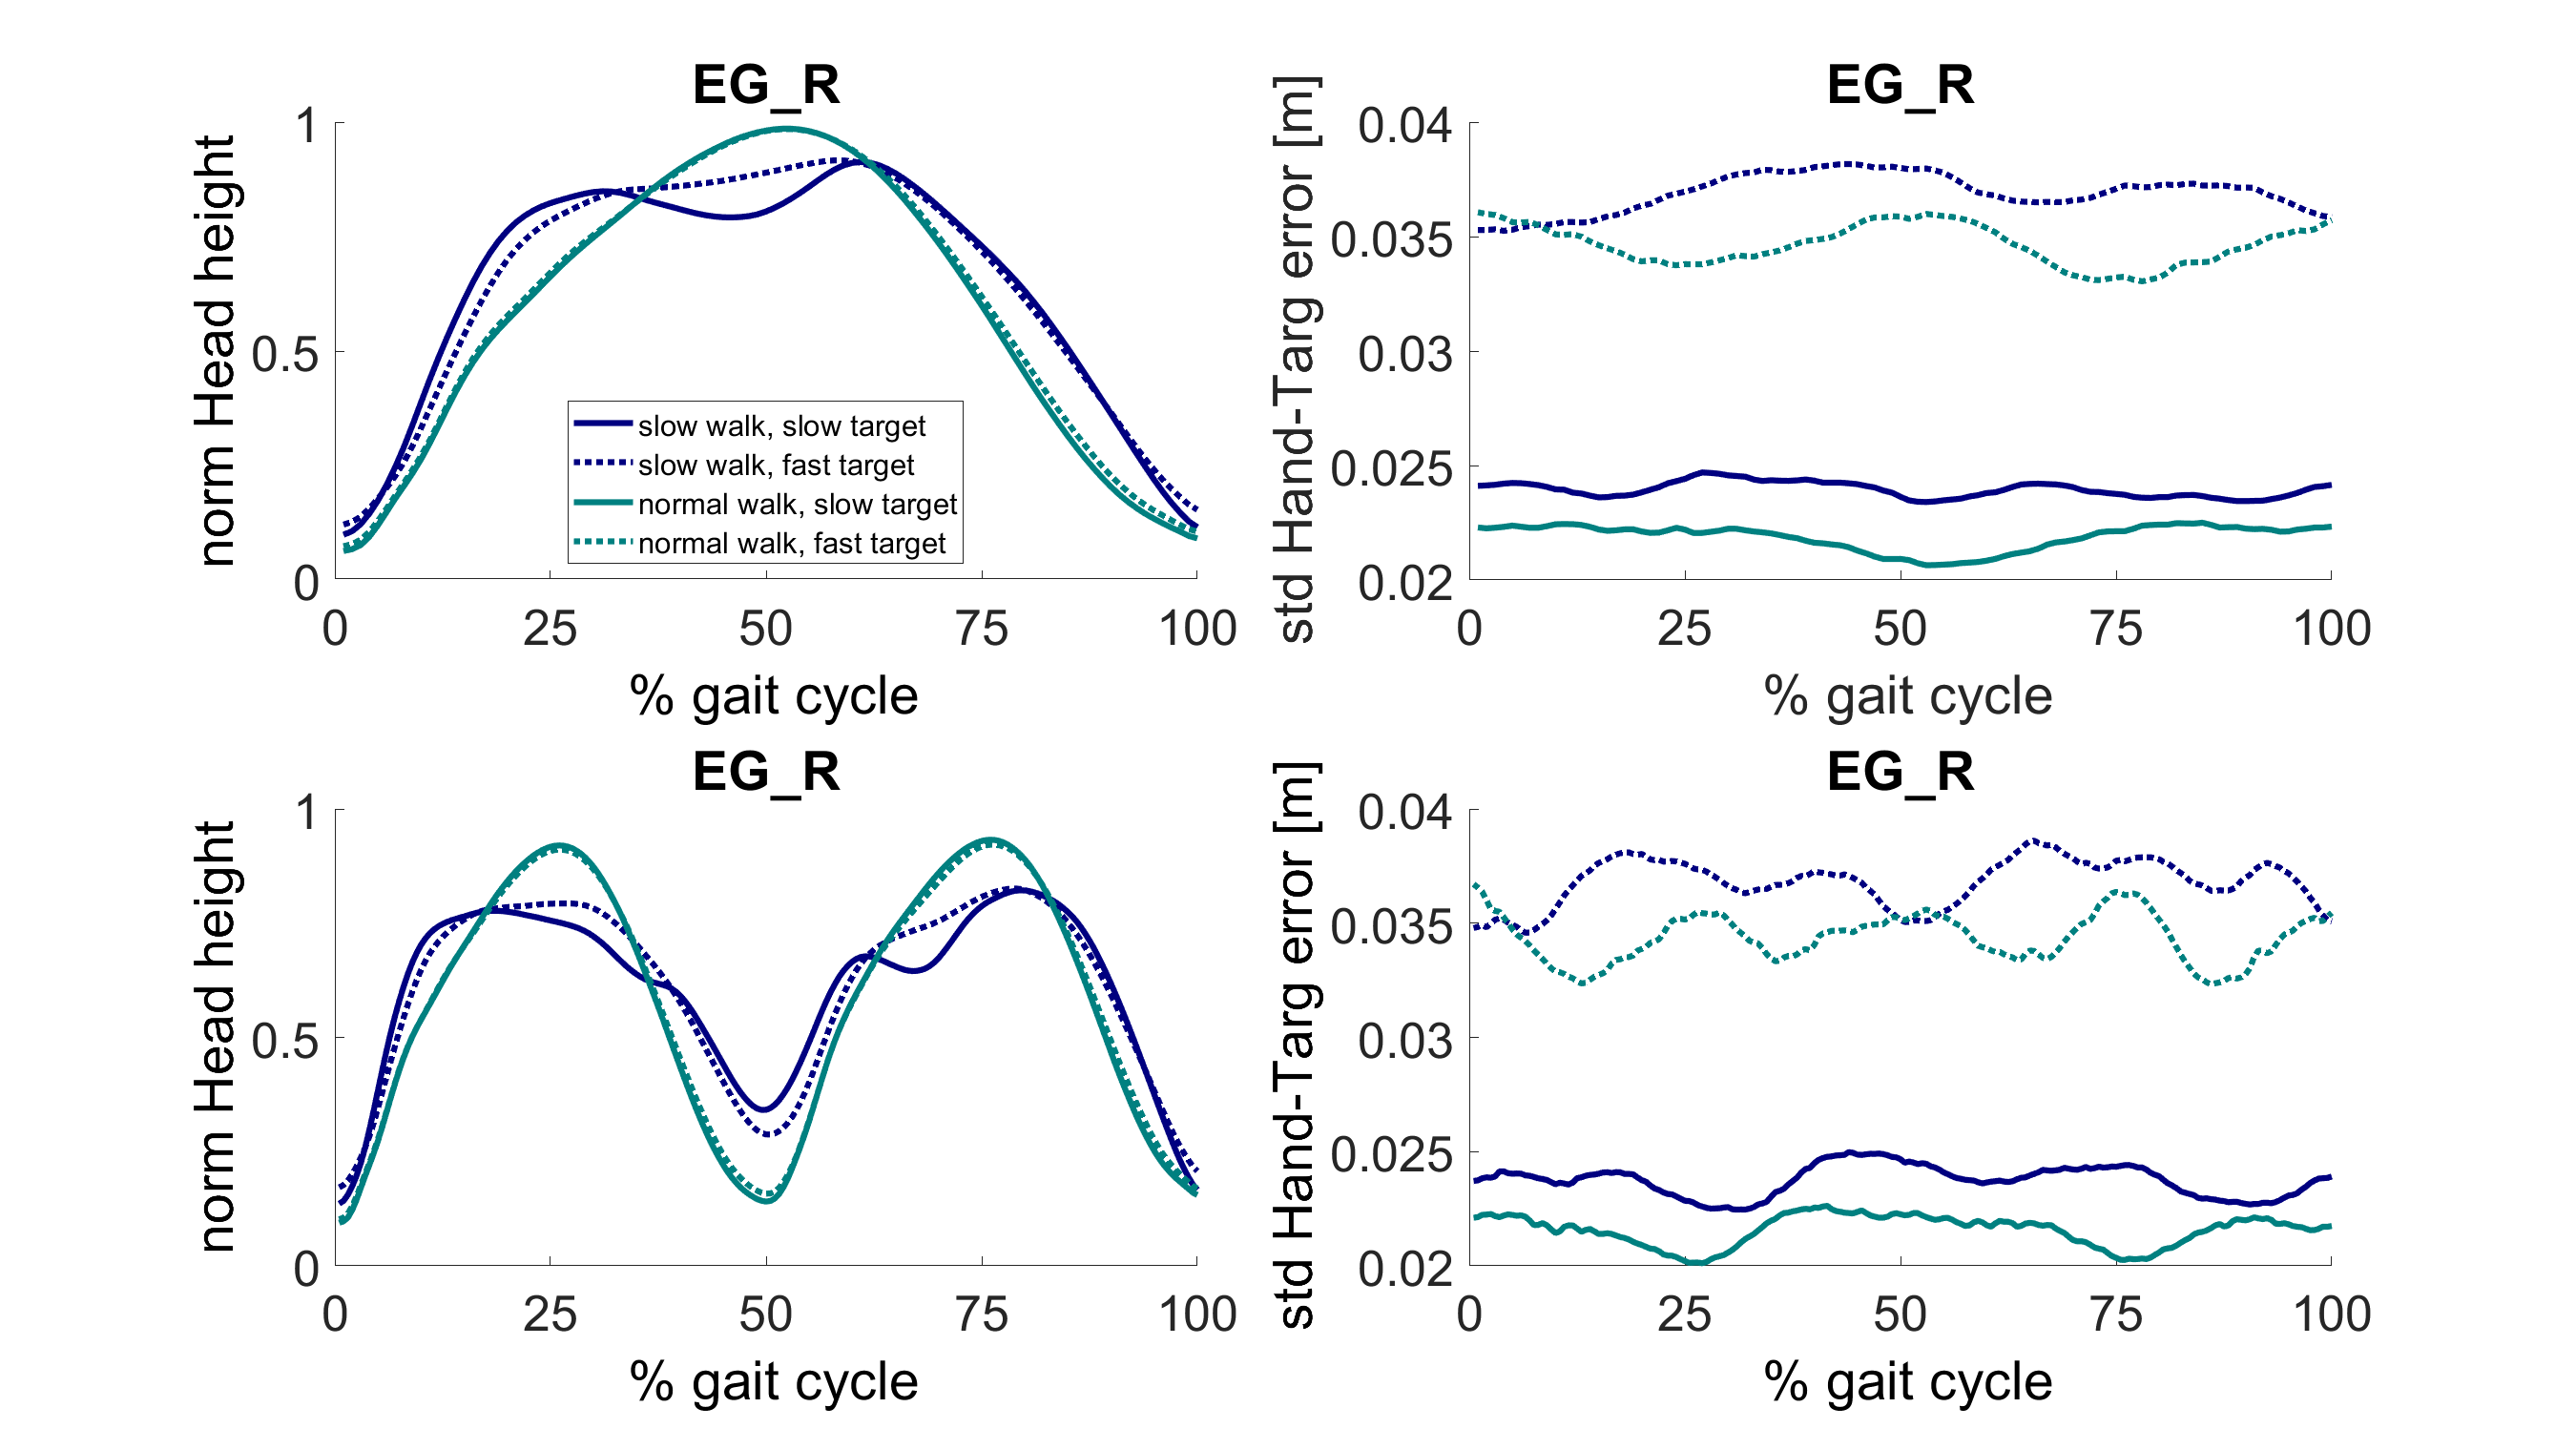 EG_R
norm Head height
1
0.5
0
slow walk, slow target
slow walk, fast target
normal walk, slow target
normal walk, fast target
0 25 50 75 100
% gait cycle
EG_R
std Hand-Targ error [m]
0.04
0.035
0.03
0.025
0.02
0 25 50 75 100
% gait cycle
EG_R
norm Head height
1
0.5
0
0 25 50 75 100
% gait cycle
EG_R
std Hand-Targ error [m]
0.04
0.035
0.03
0.025
0.02
0 25 50 75 100
% gait cycle